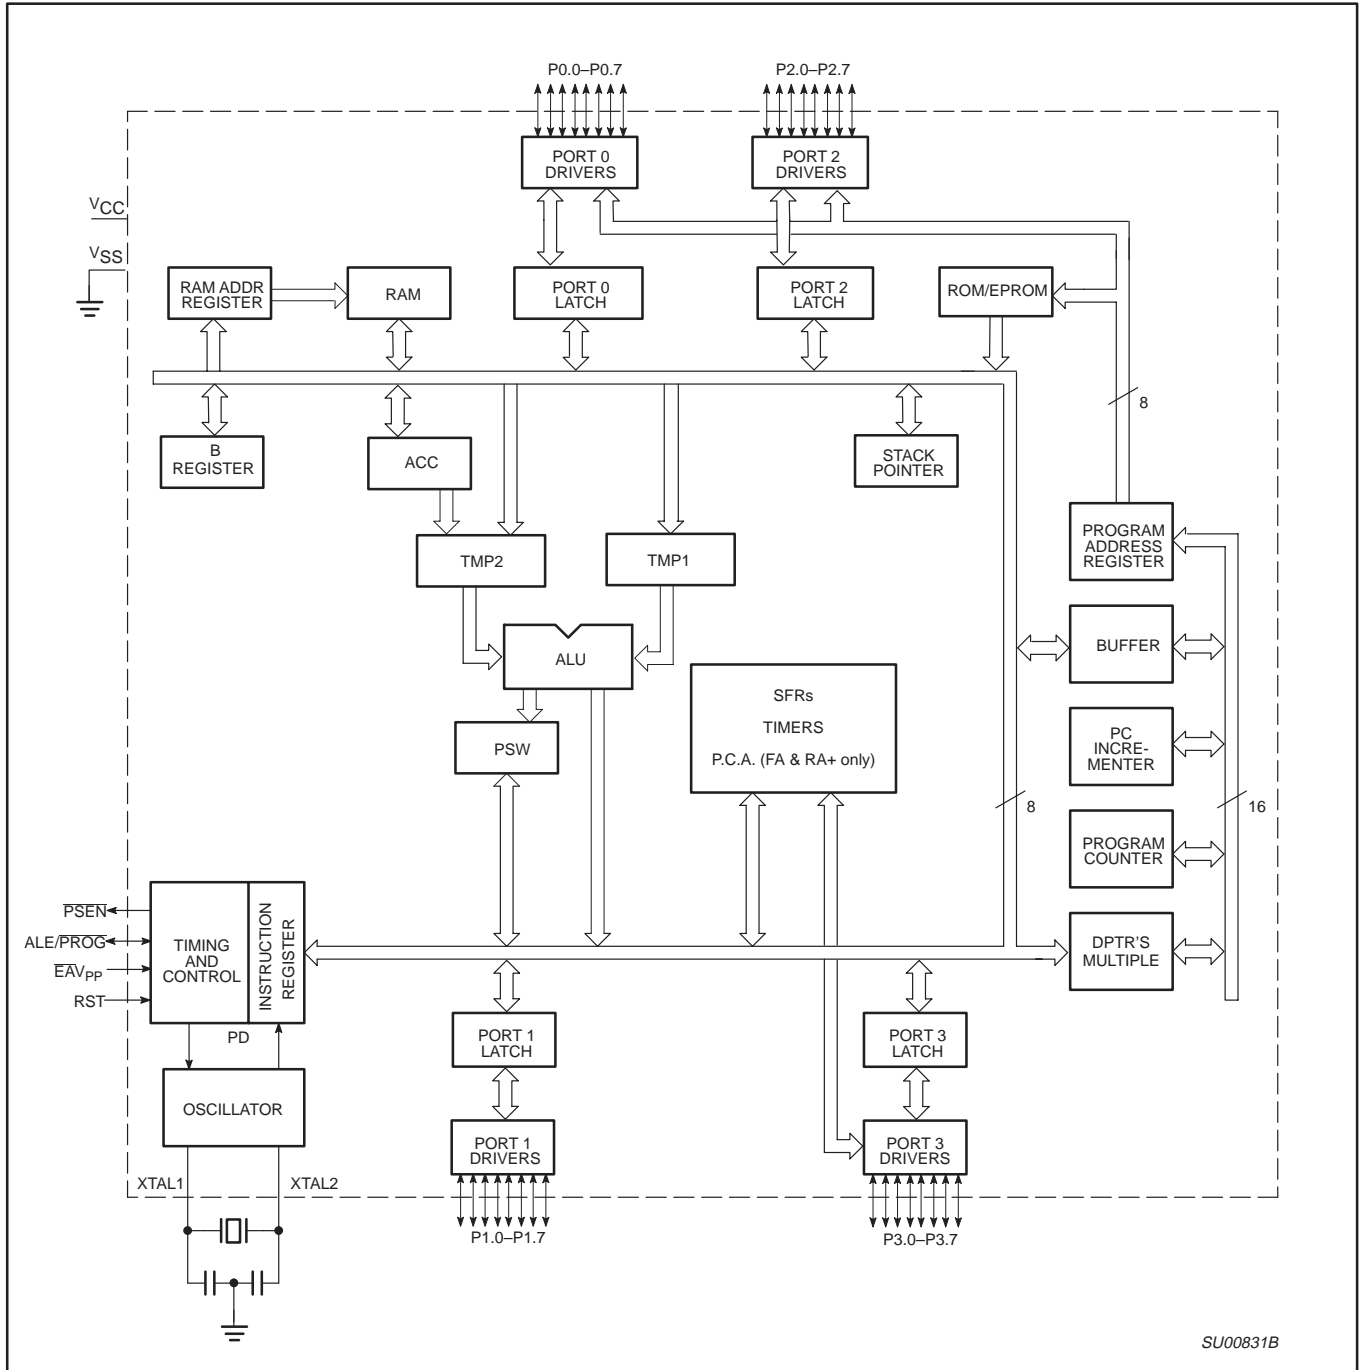 P0.0–P0.7
P2.0–P2.7
PORT 0
DRIVERS
PORT 2
DRIVERS
VCC
VSS
RAM ADDR
REGISTER
RAM
PORT 0
LATCH
PORT 2
LATCH
ROM/EPROM
8
B
REGISTER
ACC
STACK
POINTER
TMP2
TMP1
PROGRAM
ADDRESS
REGISTER
ALU
BUFFER
SFRs
TIMERS
P.C.A. (FA & RA+ only)
PSW
PC
INCRE-
MENTER
8
16
PROGRAM
COUNTER
PSEN
ALE/PROG
EAVPP
RST
TIMING
AND
CONTROL
INSTRUCTION
REGISTER
DPTR'S
MULTIPLE
PD
PORT 1
LATCH
PORT 3
LATCH
OSCILLATOR
PORT 1
DRIVERS
PORT 3
DRIVERS
XTAL1
XTAL2
P1.0–P1.7
P3.0–P3.7
SU00831B